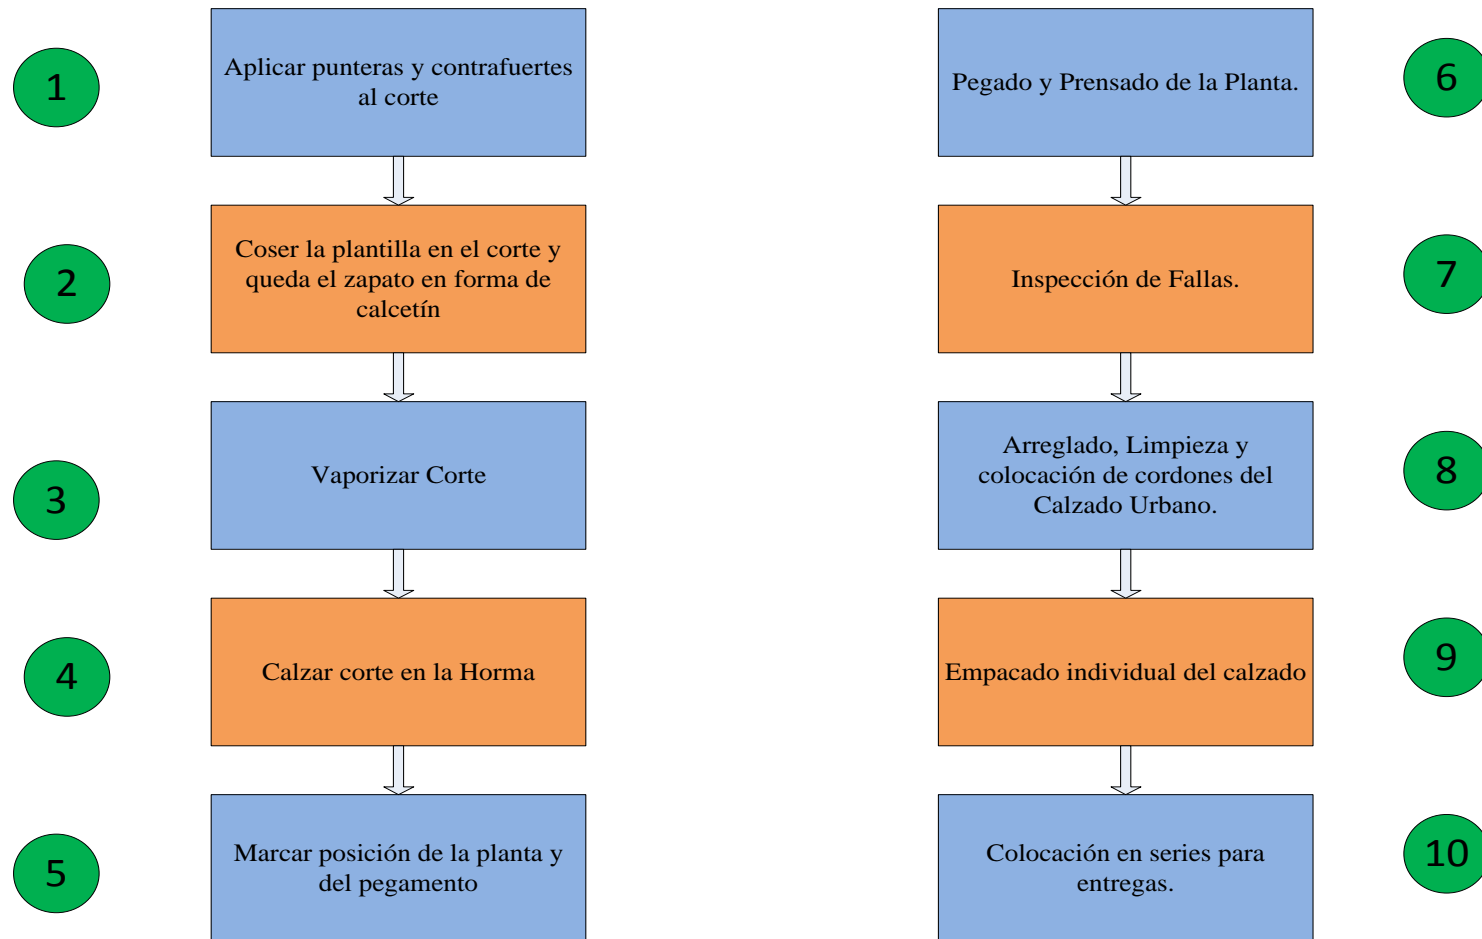 1
Aplicar punteras y contrafuertes
al corte
2
Coser la plantilla en el corte y
queda el zapato en forma de
calcetín
3
Vaporizar Corte
4
Calzar corte en la Horma
5
Marcar posición de la planta y
del pegamento
6
Pegado y Prensado de la Planta.
7
Inspección de Fallas.
8
Arreglado, Limpieza y
colocación de cordones del
Calzado Urbano.
9
Empacado individual del calzado
10
Colocación en series para
entregas.